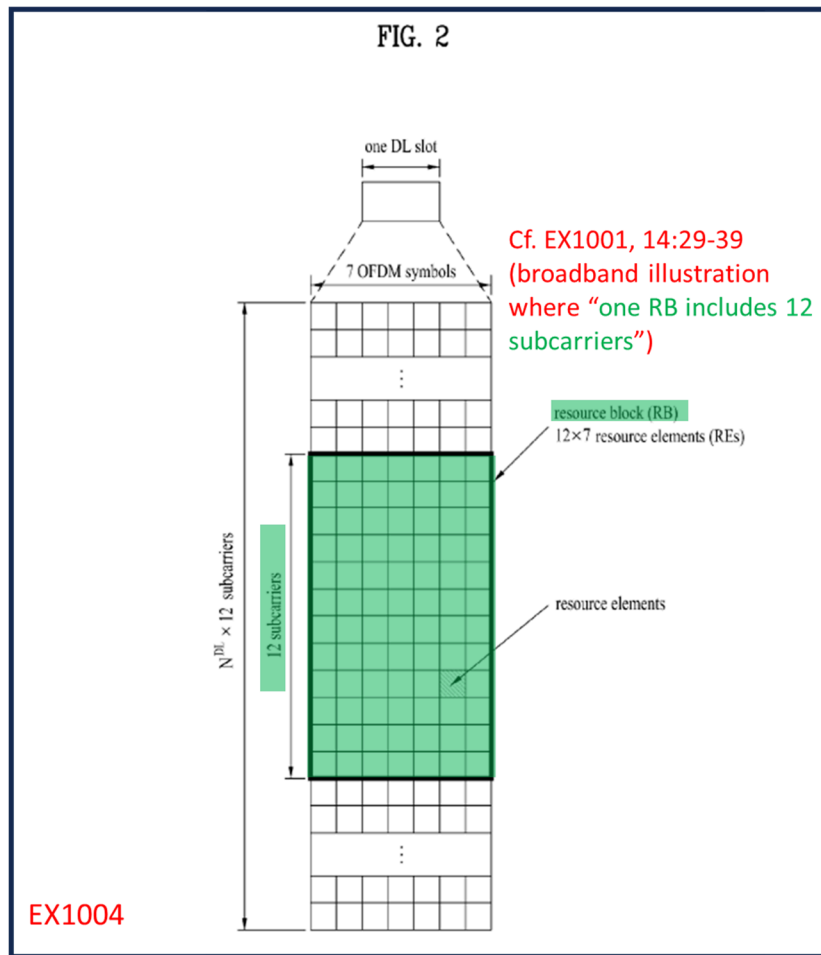 FIG. 2
one DL slot
7 OFDM symbols
Cf. EX1001, 14:29-39
(broadband illustration
where “one RB includes 12
subcarriers”)
⋮
resource block (RB)
12×7 resource elements (REs)
N^DL × 12 subcarriers
12 subcarriers
resource elements
⋮
EX1004